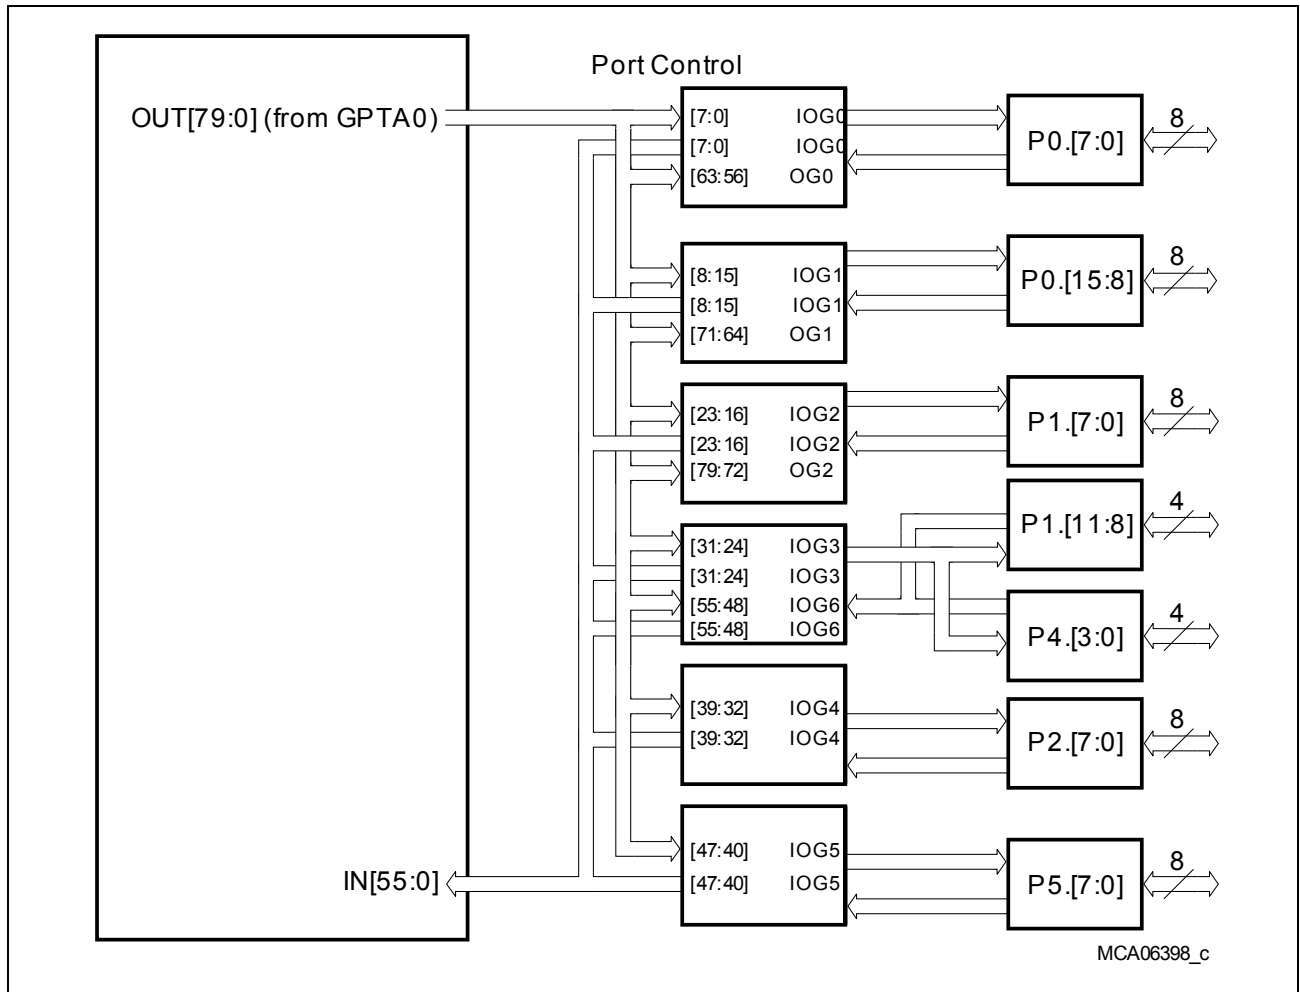 Port Control
OUT[79:0] (from GPTA0)
[7:0] IOG0
[7:0] IOG0
[63:56] OG0
P0.[7:0]
8
[8:15] IOG1
[8:15] IOG1
[71:64] OG1
P0.[15:8]
8
[23:16] IOG2
[23:16] IOG2
[79:72] OG2
P1.[7:0]
8
[31:24] IOG3
[31:24] IOG3
[55:48] IOG6
[55:48] IOG6
P1.[11:8]
4
P4.[3:0]
4
[39:32] IOG4
[39:32] IOG4
P2.[7:0]
8
[47:40] IOG5
[47:40] IOG5
P5.[7:0]
8
IN[55:0]
MCA06398_c